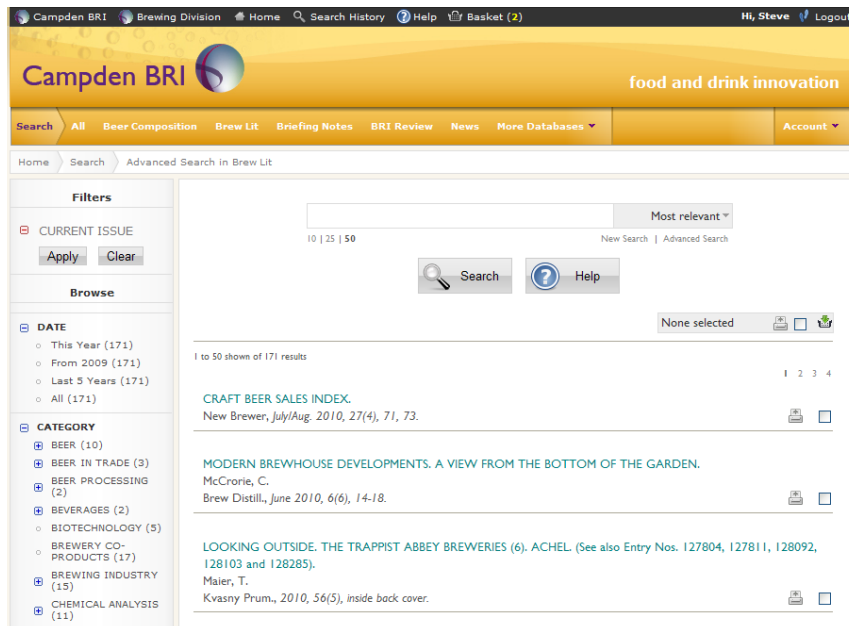 Campden BRI Brewing Division Home Search History Help Basket (2) Hi, Steve Logout
Campden BRI
food and drink innovation
Search All Beer Composition Brew Lit Briefing Notes BRI Review News More Databases Account
Home Search Advanced Search in Brew Lit
Filters
CURRENT ISSUE
Apply Clear
Browse
DATE
This Year (171)
From 2009 (171)
Last 5 Years (171)
All (171)
CATEGORY
BEER (10)
BEER IN TRADE (3)
BEER PROCESSING
(2)
BEVERAGES (2)
BIOTECHNOLOGY (5)
BREWERY CO-
PRODUCTS (17)
BREWING INDUSTRY
(15)
CHEMICAL ANALYSIS
(11)
Most relevant
10 | 25 | 50 New Search | Advanced Search
Search Help
None selected
1 to 50 shown of 171 results
1 2 3 4
CRAFT BEER SALES INDEX.
New Brewer, July/Aug. 2010, 27(4), 71, 73.
MODERN BREWHOUSE DEVELOPMENTS. A VIEW FROM THE BOTTOM OF THE GARDEN.
McCrorie, C.
Brew Distill., June 2010, 6(6), 14-18.
LOOKING OUTSIDE. THE TRAPPIST ABBEY BREWERIES (6). ACHEL. (See also Entry Nos. 127804, 127811, 128092,
128103 and 128285).
Maier, T.
Kvasny Prum., 2010, 56(5), inside back cover.